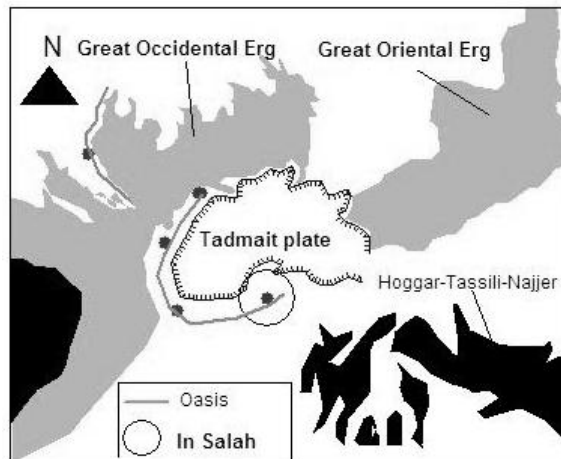 N
Great Occidental Erg
Great Oriental Erg
Tadmait plate
Hoggar-Tassili-Najjer
Oasis
In Salah